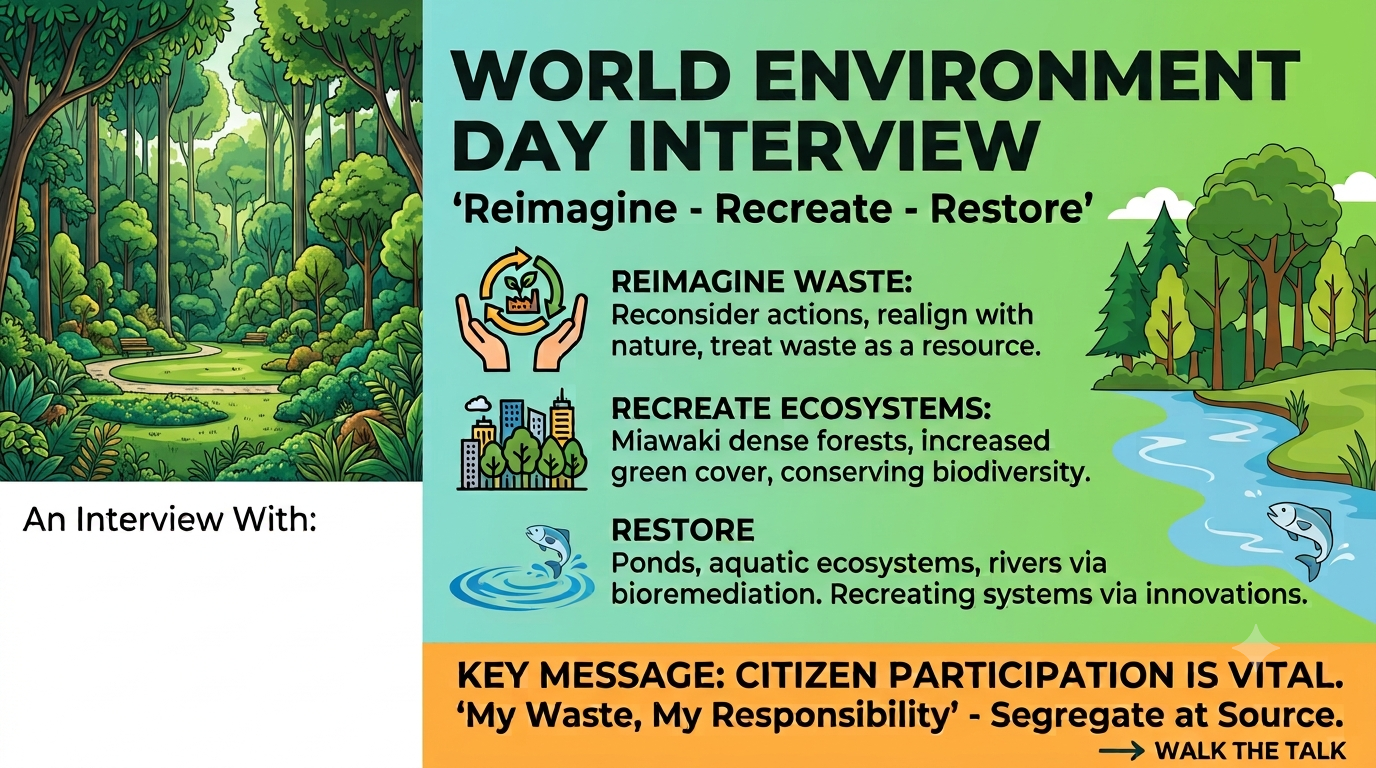 WORLD ENVIRONMENT
DAY INTERVIEW
‘Reimagine - Recreate - Restore’
REIMAGINE WASTE:
Reconsider actions, realign with
nature, treat waste as a resource.
RECREATE ECOSYSTEMS:
Miawaki dense forests, increased
green cover, conserving biodiversity.
RESTORE
Ponds, aquatic ecosystems, rivers via
bioremediation. Recreating systems via innovations.
An Interview With:
KEY MESSAGE: CITIZEN PARTICIPATION IS VITAL.
‘My Waste, My Responsibility’ - Segregate at Source.
→ WALK THE TALK